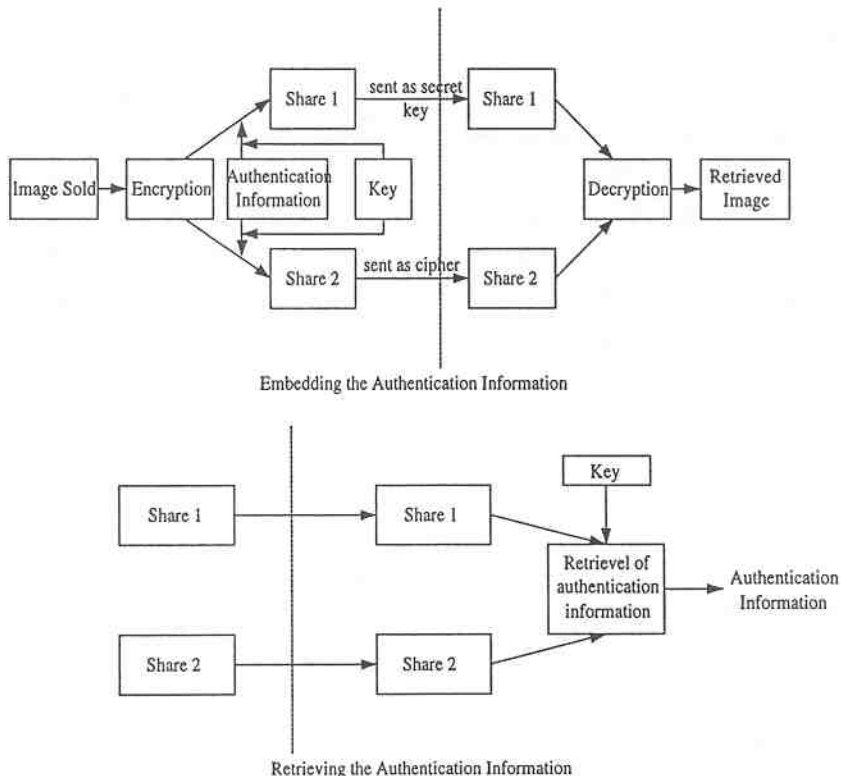 Share 1
sent as secret
key
Share 1
Image Sold
Encryption
Authentication
Information
Key
Decryption
Retrieved
Image
Share 2
sent as cipher
Share 2
Embedding the Authentication Information
Key
Share 1
Share 1
Retrievel of
authentication
information
Authentication
Information
Share 2
Share 2
Retrieving the Authentication Information